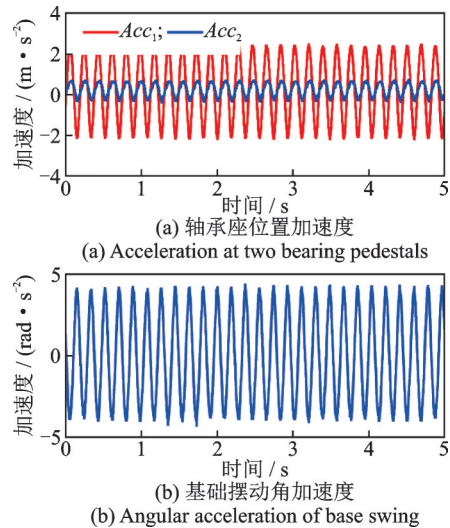 4
Acc₁; Acc₂
2
0
-2
-4
加速度 / (m·s⁻²)
0 1 2 3 4 5
时间 / s
(a) 轴承座位置加速度
(a) Acceleration at two bearing pedestals
5
0
-5
加速度 / (rad·s⁻²)
0 1 2 3 4 5
时间 / s
(b) 基础摆动角加速度
(b) Angular acceleration of base swing